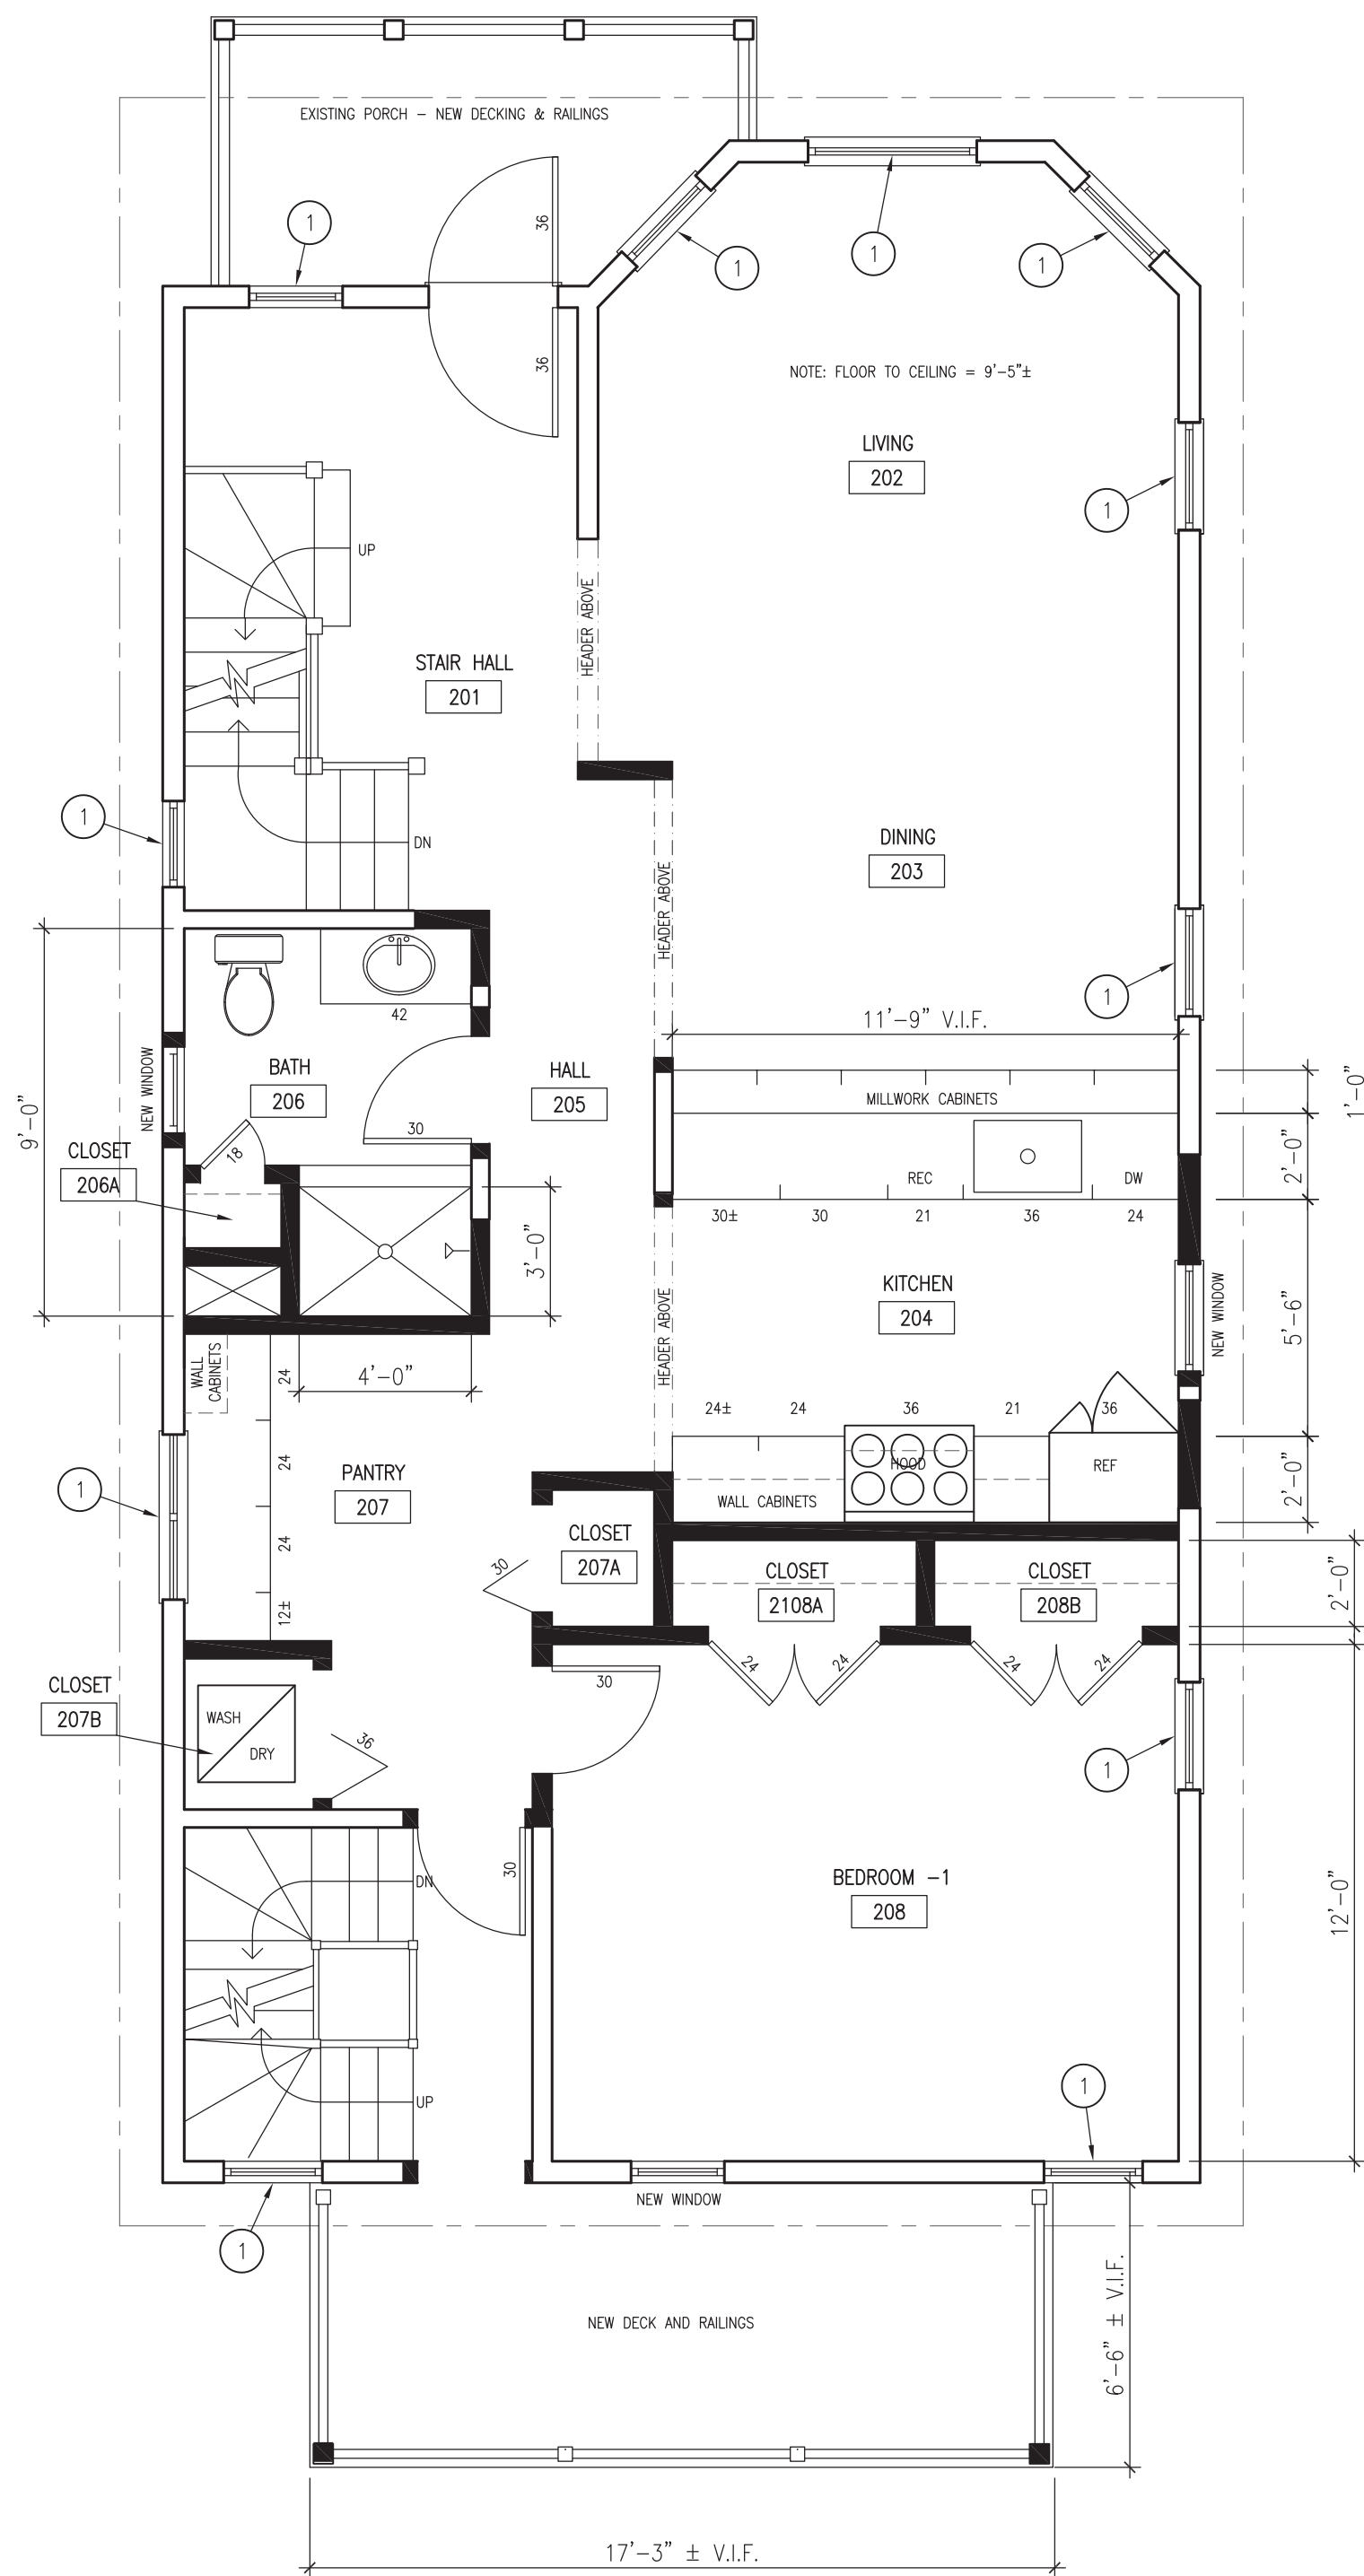 EXISTING PORCH – NEW DECKING & RAILINGS
36
1
1
1
1
36
NOTE: FLOOR TO CEILING = 9'-5"±
LIVING
202
1
UP
HEADER ABOVE
STAIR HALL
201
1
DN
DINING
203
HEADER ABOVE
1
42
11'-9" V.I.F.
9'-0"
NEW WINDOW
BATH
206
HALL
205
MILLWORK CABINETS
1'-0"
30
18
CLOSET
206A
REC
DW
2'-0"
30±
30
21
36
24
3'-0"
KITCHEN
204
HEADER ABOVE
NEW WINDOW
5'-6"
WALL
CABINETS
24
4'-0"
24±
24
36
21
36
24
HOOD
REF
PANTRY
207
1
WALL CABINETS
2'-0"
24
CLOSET
207A
30
CLOSET
2108A
CLOSET
208B
2'-0"
12±
24
24
24
24
30
CLOSET
207B
WASH
DRY
36
1
30
DN
BEDROOM -1
208
12'-0"
UP
1
NEW WINDOW
1
NEW DECK AND RAILINGS
6'-6" ± V.I.F.
17'-3" ± V.I.F.